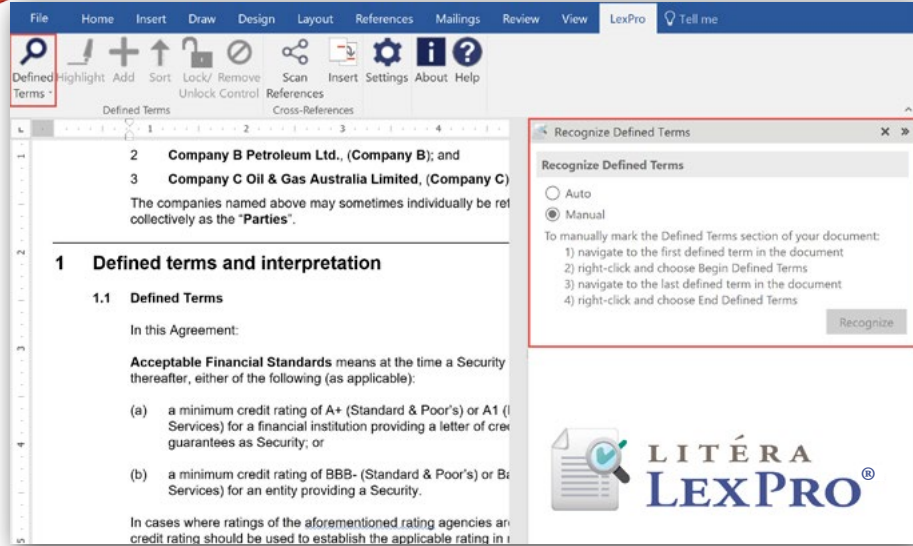 File Home Insert Draw Design Layout References Mailings Review View LexPro Tell me
Defined Terms Highlight Add Sort Lock/ Unlock Remove Control Scan References Insert Settings About Help
Defined Terms Cross-References
1 2 3 4
Recognize Defined Terms
Recognize Defined Terms
Auto
Manual
To manually mark the Defined Terms section of your document:
1) navigate to the first defined term in the document
2) right-click and choose Begin Defined Terms
3) navigate to the last defined term in the document
4) right-click and choose End Defined Terms
Recognize
2 Company B Petroleum Ltd., (Company B); and
3 Company C Oil & Gas Australia Limited, (Company C)
The companies named above may sometimes individually be
collectively as the “Parties”.
1 Defined terms and interpretation
1.1 Defined Terms
In this Agreement:
Acceptable Financial Standards means at the time a Security
thereafter, either of the following (as applicable):
(a) a minimum credit rating of A+ (Standard & Poor's) or A1
Services) for a financial institution providing a letter of
guarantees as Security; or
(b) a minimum credit rating of BBB- (Standard & Poor's) or
Services) for an entity providing a Security.
In cases where ratings of the aforementioned rating agencies
credit rating should be used to establish the applicable rating in
LITÉRA
LEXPRO®